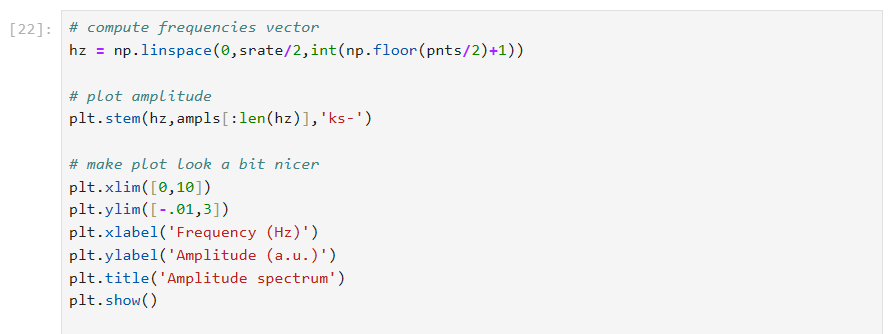 [22]:
# compute frequencies vector
hz = np.linspace(0,srate/2,int(np.floor(pnts/2)+1))
# plot amplitude
plt.stem(hz,ampls[:len(hz)],'ks-')
# make plot look a bit nicer
plt.xlim([0,10])
plt.ylim([-.01,3])
plt.xlabel('Frequency (Hz)')
plt.ylabel('Amplitude (a.u.)')
plt.title('Amplitude spectrum')
plt.show()